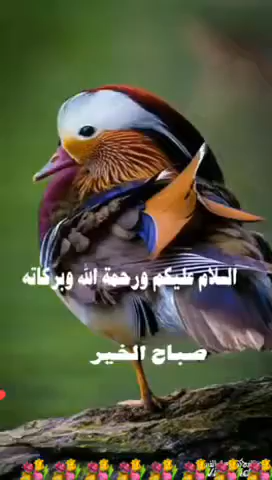 السلام عليكم ورحمة الله وبركاته
صباح الخير